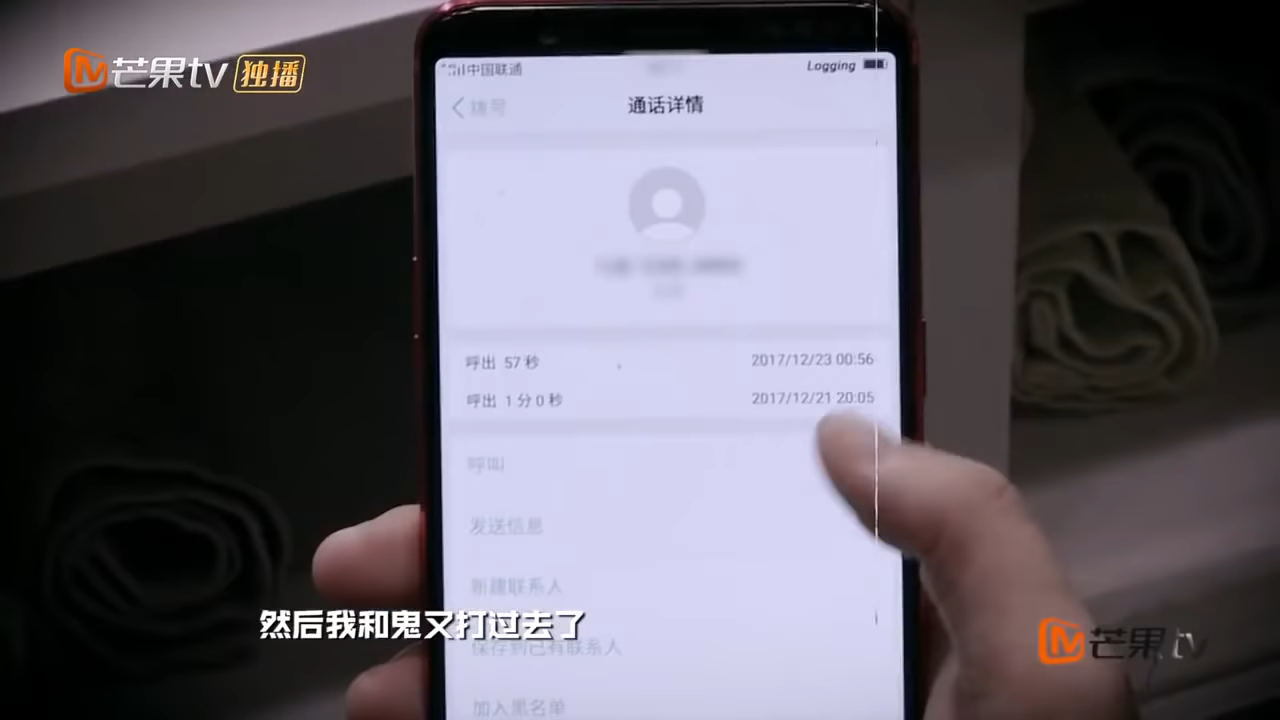 芒果tv 独播
中国联通
Logging
拨号
通话详情
呼出 57 秒 2017/12/23 00:56
呼出 1 分 0 秒 2017/12/21 20:05
呼叫
发送信息
新建联系人
然后我和鬼又打过去了
保存到已有联系人
芒果tv
加入黑名单